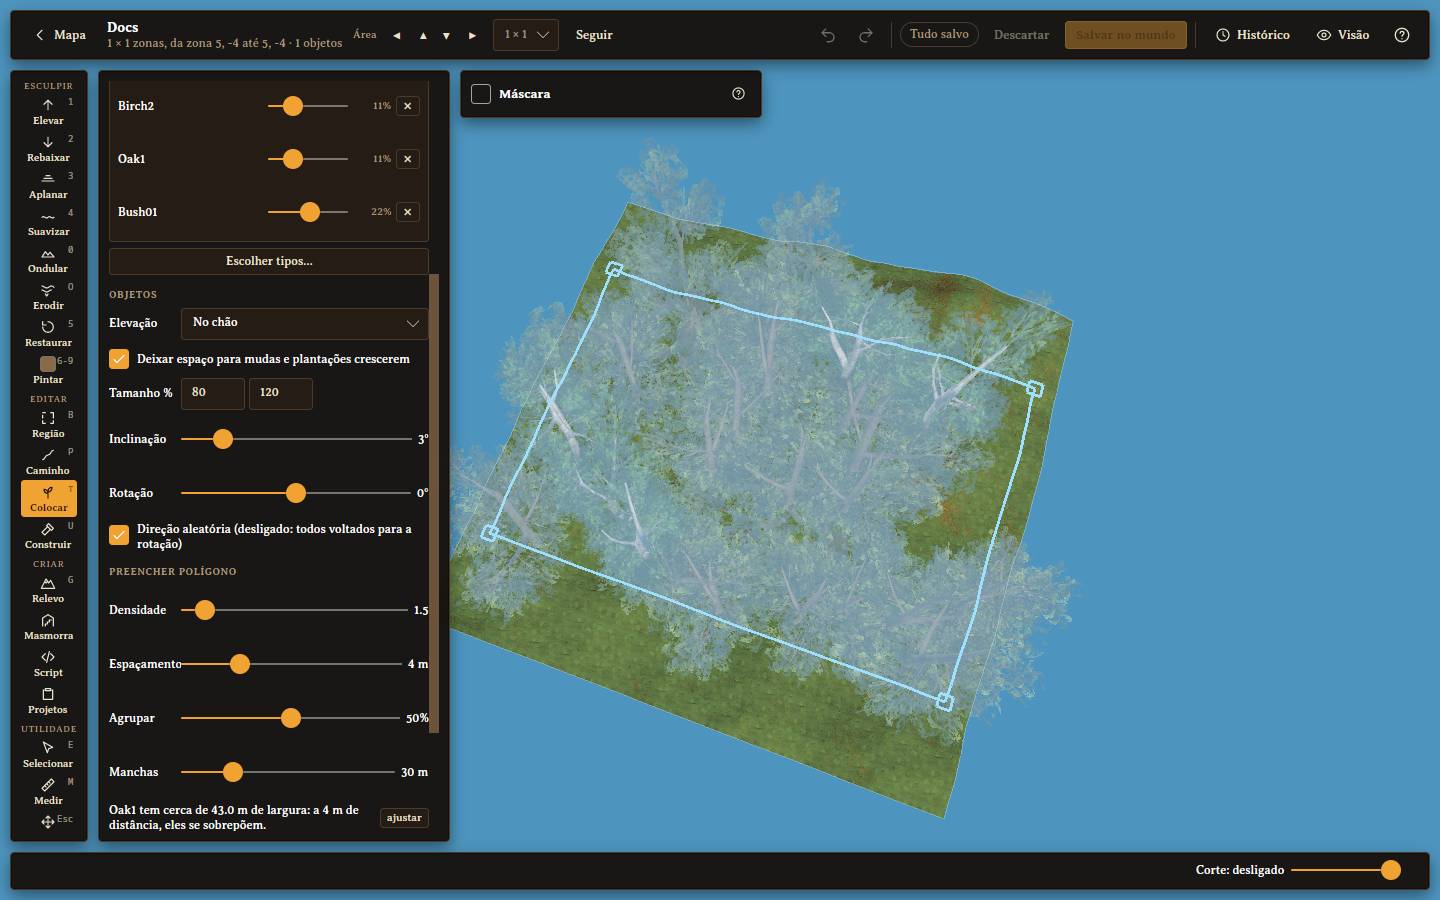 Mapa
Docs
1 × 1 zonas, da zona 5, -4 até 5, -4 · 1 objetos
Área
1 × 1
Seguir
Tudo salvo
Descartar
Salvar no mundo
Histórico
Visão
ESCULPIR
1
Elevar
2
Rebaixar
3
Aplanar
4
Suavizar
0
Ondular
O
Erodir
5
Restaurar
6-9
Pintar
EDITAR
B
Região
P
Caminho
T
Colocar
U
Construir
CRIAR
G
Relevo
Masmorra
Script
Projetos
UTILIDADE
E
Selecionar
M
Medir
Esc
Birch2
11%
Oak1
11%
Bush01
22%
Escolher tipos...
OBJETOS
Elevação
No chão
Deixar espaço para mudas e plantações crescerem
Tamanho %
80
120
Inclinação
3°
Rotação
0°
Direção aleatória (desligado: todos voltados para a
rotação)
PREENCHER POLÍGONO
Densidade
1.5
Espaçamento
4 m
Agrupar
50%
Manchas
30 m
Oak1 tem cerca de 43.0 m de largura: a 4 m de
distância, eles se sobrepõem.
ajustar
Máscara
Corte: desligado